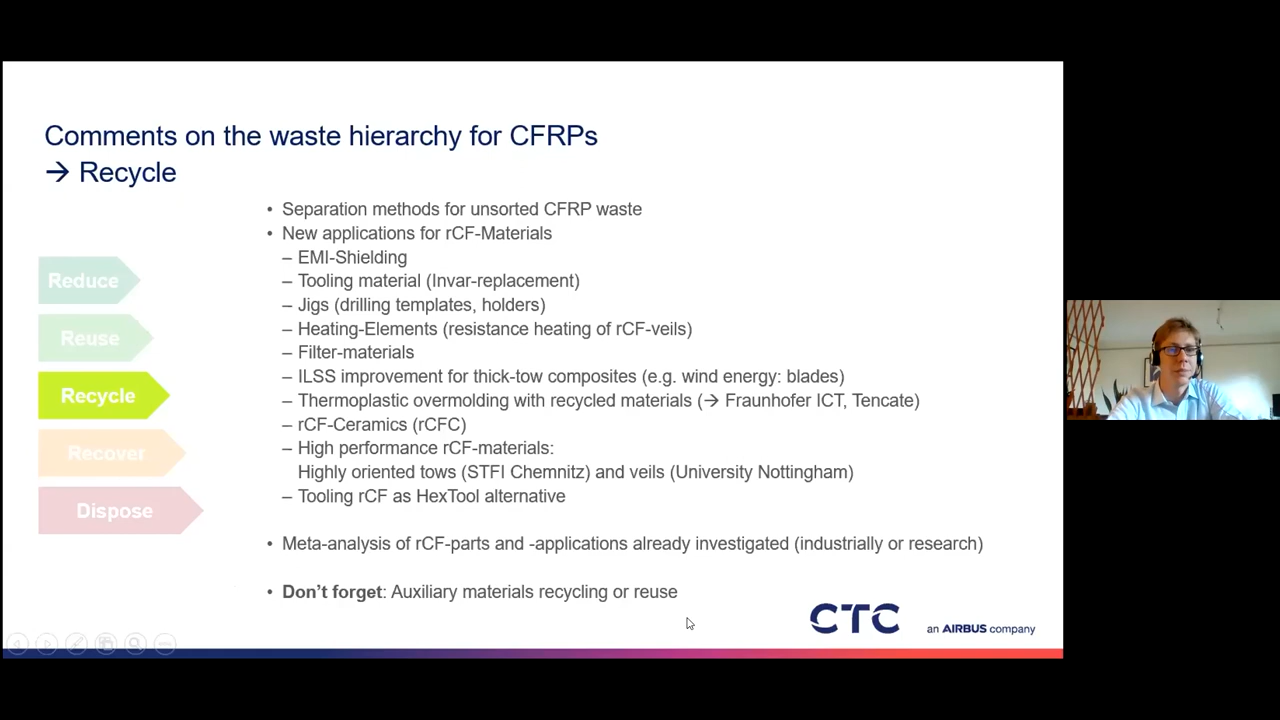 Comments on the waste hierarchy for CFRPs
→ Recycle
• Separation methods for unsorted CFRP waste
• New applications for rCF-Materials
– EMI-Shielding
– Tooling material (Invar-replacement)
– Jigs (drilling templates, holders)
– Heating-Elements (resistance heating of rCF-veils)
– Filter-materials
– ILSS improvement for thick-tow composites (e.g. wind energy: blades)
– Thermoplastic overmolding with recycled materials (→ Fraunhofer ICT, Tencate)
– rCF-Ceramics (rCFC)
– High performance rCF-materials:
Highly oriented tows (STFI Chemnitz) and veils (University Nottingham)
– Tooling rCF as HexTool alternative
• Meta-analysis of rCF-parts and -applications already investigated (industrially or research)
• Don't forget: Auxiliary materials recycling or reuse
Reduce
Reuse
Recycle
Recover
Dispose
CTC
an AIRBUS company